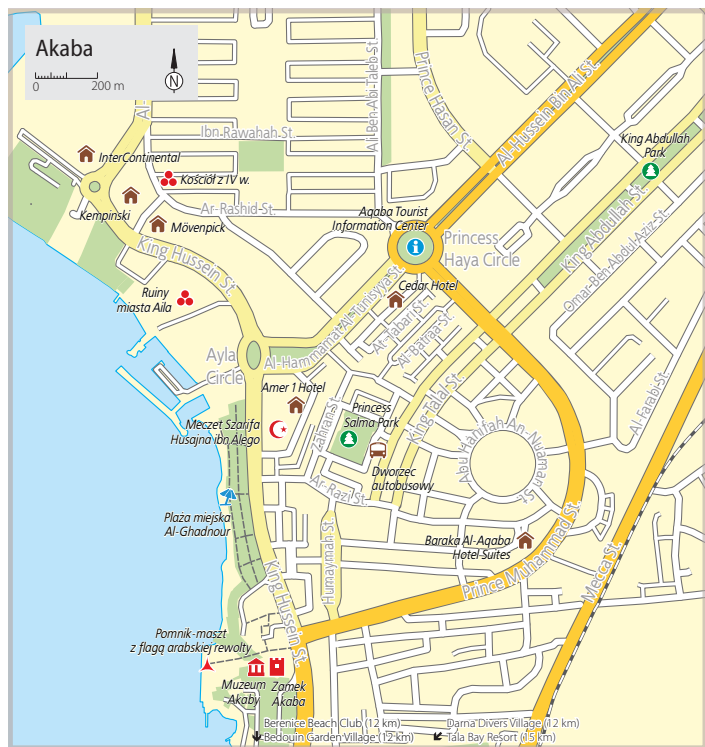 Akaba
0 200 m
N
Al
Ibn Rawahah St.
Ali Ben Abi-Taleb St.
Prince Hasan St.
Al-Hussein Bin Ali St.
King Abdullah
Park
InterContinental
Kościół z IV w.
Kempinski
Mövenpick
Ar-Rashid St.
Aqaba Tourist
Information Center
Princess
Haya Circle
King Abdullah St.
Omar Ben Abdul Aziz St.
King Hussein St.
Ruiny
miasta Aila
Cedar Hotel
Al-Hammamat Al-Tunisyya St.
At-Tabari St.
Al-Batraa St.
Ayla
Circle
Amer 1 Hotel
Zahran St.
Princess
Salma Park
King Talal St.
Al-Farabi St.
Meczet Szarifa
Husajna ibn Alego
Abu Hanifah An-Nuaman St.
Dworzec
autobusowy
Ar-Razi St.
Plaża miejska
Al-Ghadnour
Humaymah St.
Baraka Al-Aqaba
Hotel Suites
Prince Muhammad St.
Mecca St.
King Hussein St.
Pomnik-maszt
z flagą arabskiej rewolty
Muzeum
Akaby
Zamek
Akaba
Berenice Beach Club (12 km)
Bedouin Garden Village (12 km)
Darna Divers Village (12 km)
Tala Bay Resort (15 km)